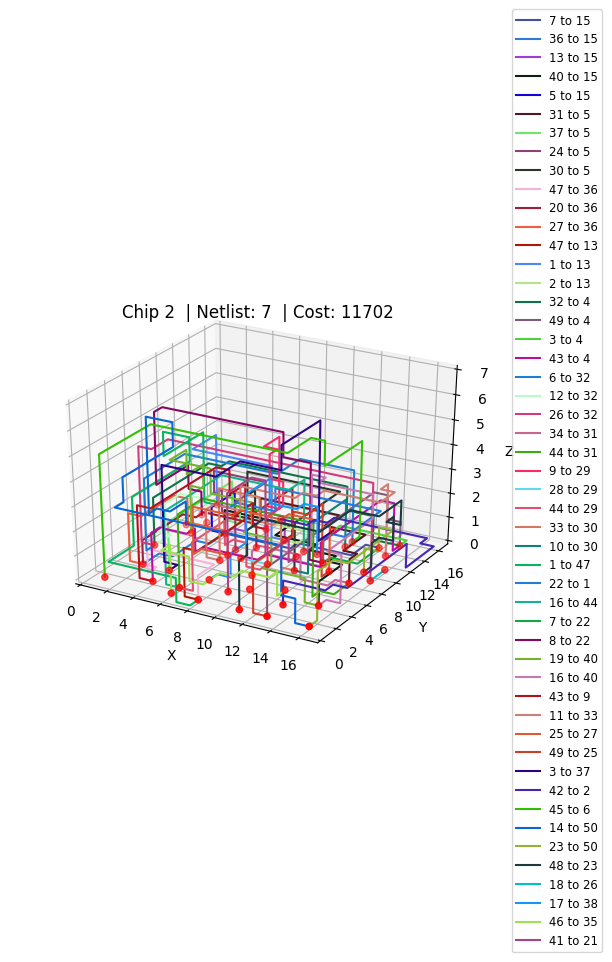 Chip 2 | Netlist: 7 | Cost: 11702
7
6
5
4
3
2
1
0
Z
0
2
4
6
8
10
12
14
16
X
0
2
4
6
8
10
12
14
16
Y
7 to 15
36 to 15
13 to 15
40 to 15
5 to 15
31 to 5
37 to 5
24 to 5
30 to 5
47 to 36
20 to 36
27 to 36
47 to 13
1 to 13
2 to 13
32 to 4
49 to 4
3 to 4
43 to 4
6 to 32
12 to 32
26 to 32
34 to 31
44 to 31
9 to 29
28 to 29
44 to 29
33 to 30
10 to 30
1 to 47
22 to 1
16 to 44
7 to 22
8 to 22
19 to 40
16 to 40
43 to 9
11 to 33
25 to 27
49 to 25
3 to 37
42 to 2
45 to 6
14 to 50
23 to 50
48 to 23
18 to 26
17 to 38
46 to 35
41 to 21